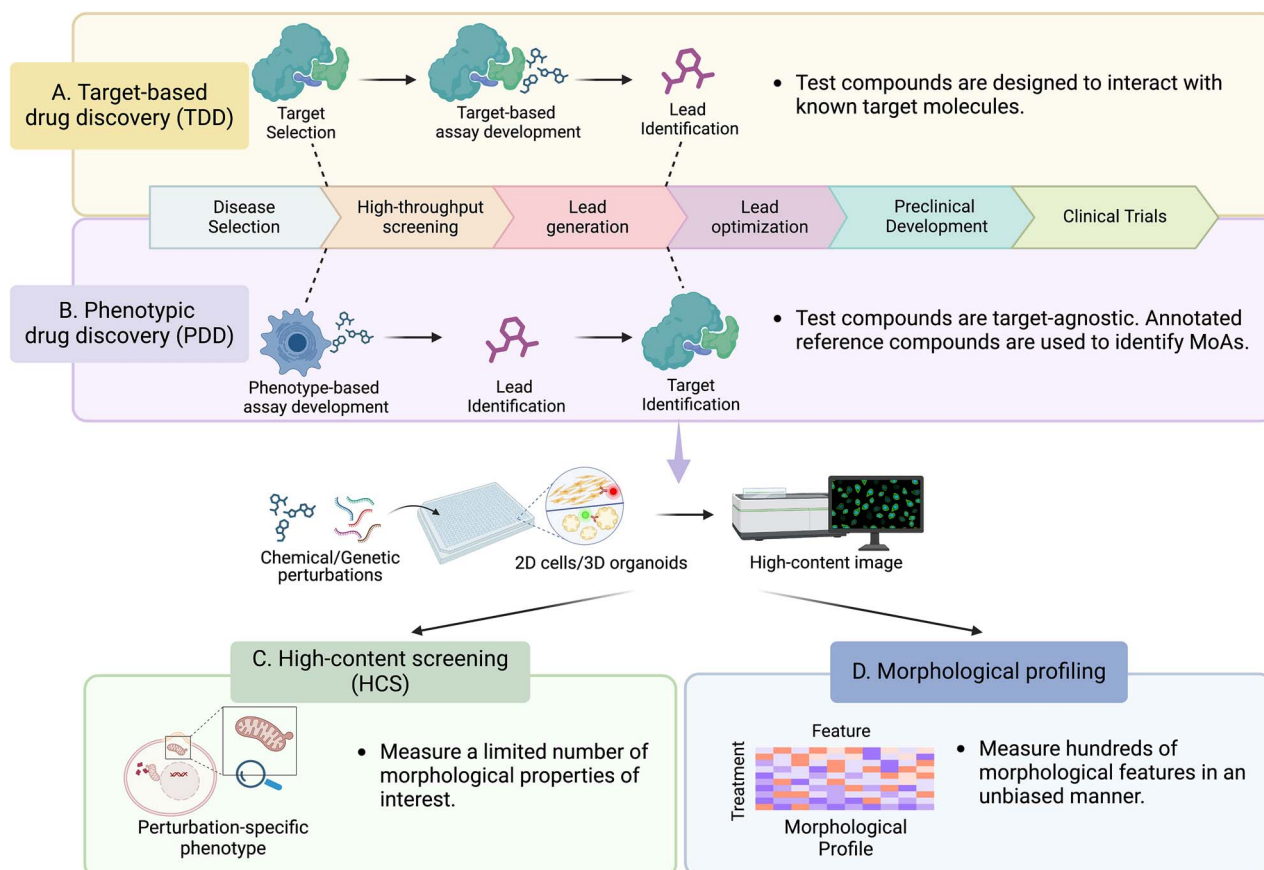 A. Target-based
drug discovery (TDD)
Target
Selection
Target-based
assay development
Lead
Identification
• Test compounds are designed to interact with
known target molecules.
Disease
Selection
High-throughput
screening
Lead
generation
Lead
optimization
Preclinical
Development
Clinical Trials
B. Phenotypic
drug discovery (PDD)
Phenotype-based
assay development
Lead
Identification
Target
Identification
• Test compounds are target-agnostic. Annotated
reference compounds are used to identify MoAs.
Chemical/Genetic
perturbations
2D cells/3D organoids
High-content image
C. High-content screening
(HCS)
Perturbation-specific
phenotype
• Measure a limited number of
morphological properties of
interest.
D. Morphological profiling
Feature
Treatment
Morphological
Profile
• Measure hundreds of
morphological features in an
unbiased manner.